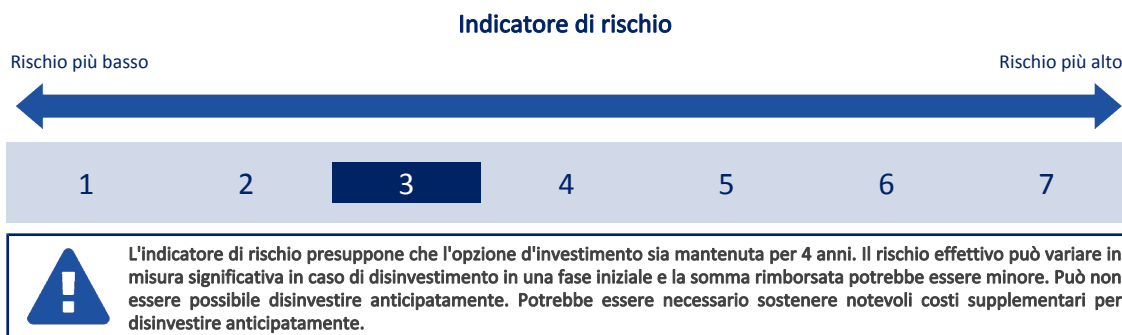 Indicatore di rischio
Rischio più basso
Rischio più alto
1 2 3 4 5 6 7
L'indicatore di rischio presuppone che l'opzione d'investimento sia mantenuta per 4 anni. Il rischio effettivo può variare in
misura significativa in caso di disinvestimento in una fase iniziale e la somma rimborsata potrebbe essere minore. Può non
essere possibile disinvestire anticipatamente. Potrebbe essere necessario sostenere notevoli costi supplementari per
disinvestire anticipatamente.